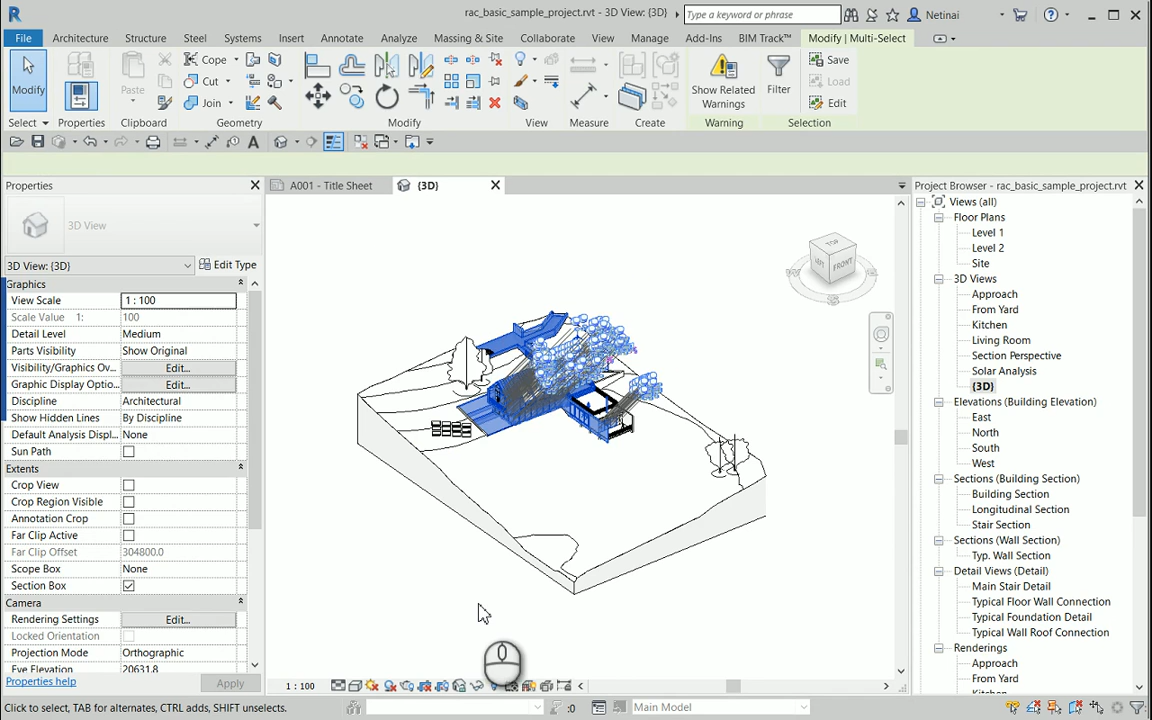 R
rac_basic_sample_project.rvt - 3D View: {3D}
Type a keyword or phrase
Netinai
File Architecture Structure Steel Systems Insert Annotate Analyze Massing & Site Collaborate View Manage Add-Ins BIM Track™ Modify | Multi-Select
Modify
Paste
Cope
Cut
Join
Show Related
Warnings
Filter
Save
Load
Edit
Select Properties Clipboard Geometry Modify View Measure Create Warning Selection
Properties
A001 - Title Sheet
{3D}
Project Browser - rac_basic_sample_project.rvt
3D View
3D View: {3D}
Edit Type
Graphics
View Scale 1 : 100
Scale Value 1: 100
Detail Level Medium
Parts Visibility Show Original
Visibility/Graphics Ov... Edit...
Graphic Display Optio... Edit...
Discipline Architectural
Show Hidden Lines By Discipline
Default Analysis Displ... None
Sun Path
Extents
Crop View
Crop Region Visible
Annotation Crop
Far Clip Active
Far Clip Offset 304800.0
Scope Box None
Section Box
Camera
Rendering Settings Edit...
Locked Orientation
Projection Mode Orthographic
Eye Elevation 20631.8
Properties help
Apply
TOP
LEFT
FRONT
Views (all)
Floor Plans
Level 1
Level 2
Site
3D Views
Approach
From Yard
Kitchen
Living Room
Section Perspective
Solar Analysis
{3D}
Elevations (Building Elevation)
East
North
South
West
Sections (Building Section)
Building Section
Longitudinal Section
Stair Section
Sections (Wall Section)
Typ. Wall Section
Detail Views (Detail)
Main Stair Detail
Typical Floor Wall Connection
Typical Foundation Detail
Typical Wall Roof Connection
Renderings
Approach
Kitchen
1 : 100
Click to select, TAB for alternates, CTRL adds, SHIFT unselects.
:0
Main Model